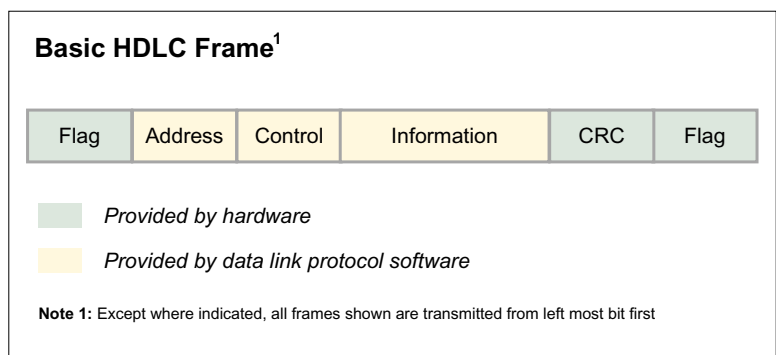 Basic HDLC Frame¹
Flag Address Control Information CRC Flag
Provided by hardware
Provided by data link protocol software
Note 1: Except where indicated, all frames shown are transmitted from left most bit first